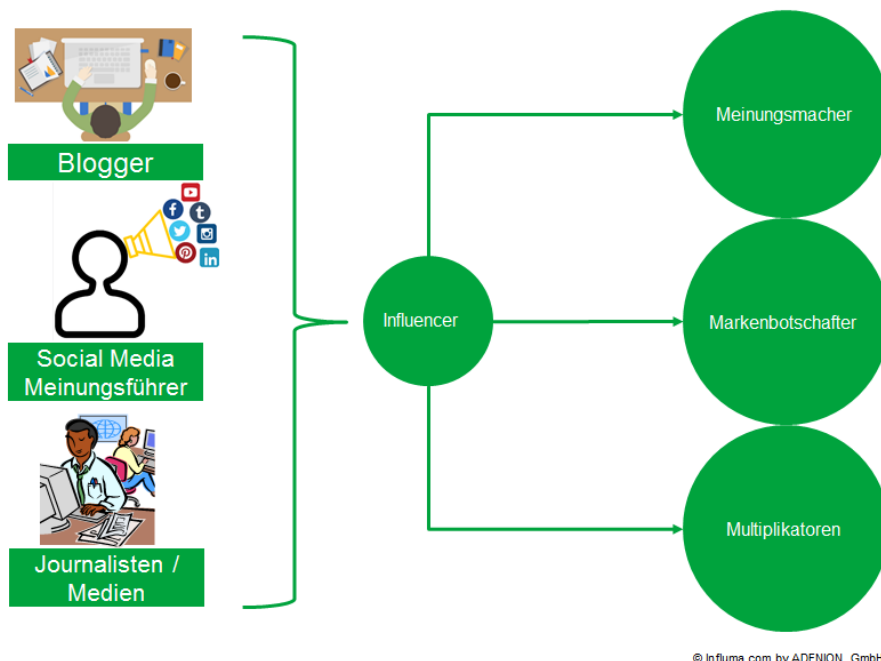 Blogger
Social Media
Meinungsführer
Journalisten /
Medien
Influencer
Meinungsmacher
Markenbotschafter
Multiplikatoren
© Influma.com by ADENION GmbH